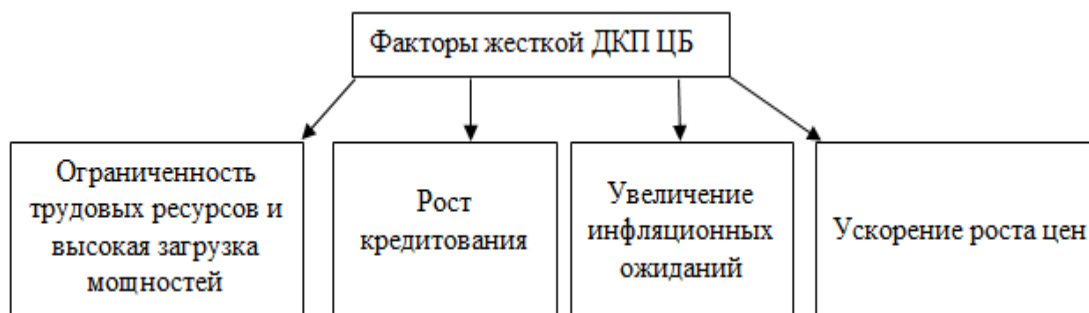 Факторы жесткой ДКП ЦБ
Ограниченность
трудовых ресурсов и
высокая загрузка
мощностей
Рост
кредитования
Увеличение
инфляционных
ожиданий
Ускорение роста цен